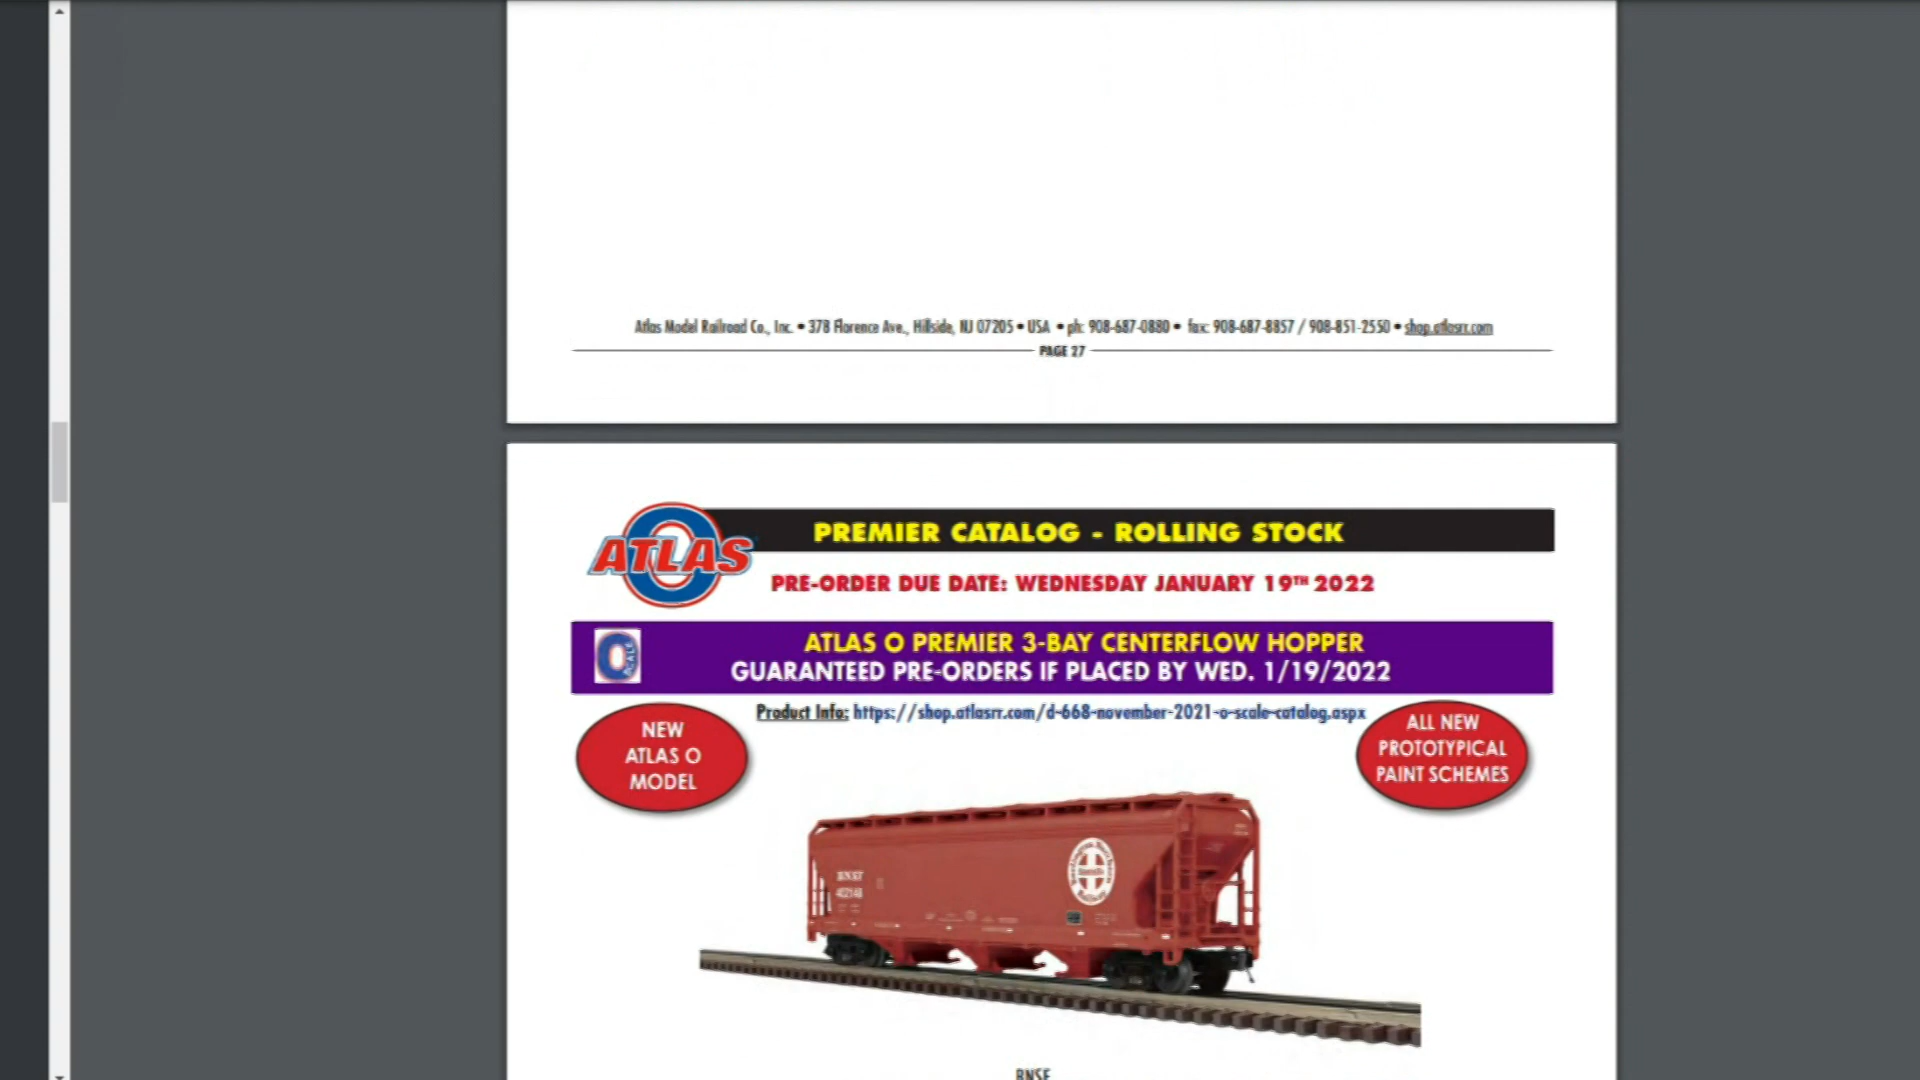 Atlas Model Railroad Co., Inc. • 378 Florence Ave., Hillside, NJ 07205 • USA • ph: 908-687-0880 • fax: 908-687-8857 / 908-851-2550 • shop.atlasrr.com
PAGE 27
ATLAS O
PREMIER CATALOG - ROLLING STOCK
PRE-ORDER DUE DATE: WEDNESDAY JANUARY 19TH 2022
O SCALE
ATLAS O PREMIER 3-BAY CENTERFLOW HOPPER
GUARANTEED PRE-ORDERS IF PLACED BY WED. 1/19/2022
Product Info: https://shop.atlasrr.com/d-668-november-2021-o-scale-catalog.aspx
NEW
ATLAS O
MODEL
ALL NEW
PROTOTYPICAL
PAINT SCHEMES
BNSF
402148
BNSF